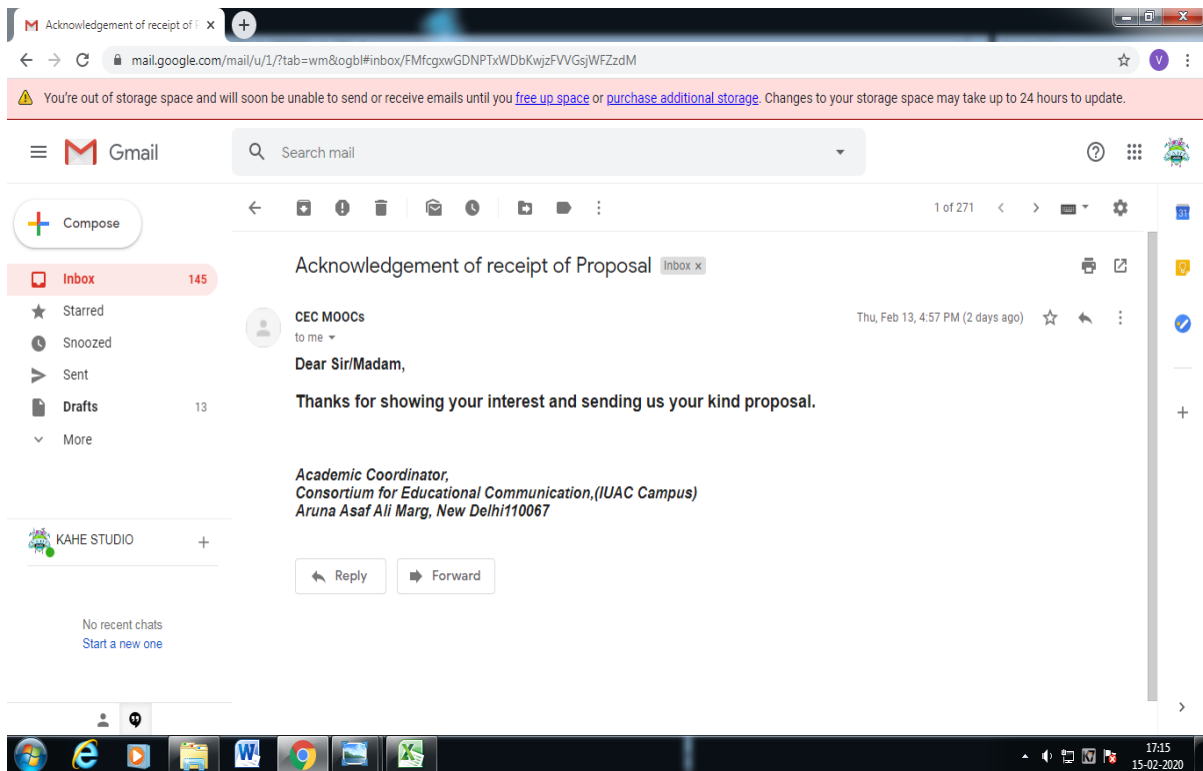 Acknowledgement of receipt of F
mail.google.com/mail/u/1/?tab=wm&ogbl#inbox/FMfcgxwGDNPTxWDbKwjzFVVGsjWFZzdM
V
You're out of storage space and will soon be unable to send or receive emails until you free up space or purchase additional storage. Changes to your storage space may take up to 24 hours to update.
Gmail
Search mail
Compose
1 of 271
31
Acknowledgement of receipt of Proposal Inbox x
Inbox 145
Starred
Snoozed
Sent
Drafts 13
More
CEC MOOCs
Thu, Feb 13, 4:57 PM (2 days ago)
to me
Dear Sir/Madam,
Thanks for showing your interest and sending us your kind proposal.
Academic Coordinator,
Consortium for Educational Communication,(IUAC Campus)
Aruna Asaf Ali Marg, New Delhi110067
KAHE STUDIO
Reply
Forward
No recent chats
Start a new one
17:15
15-02-2020